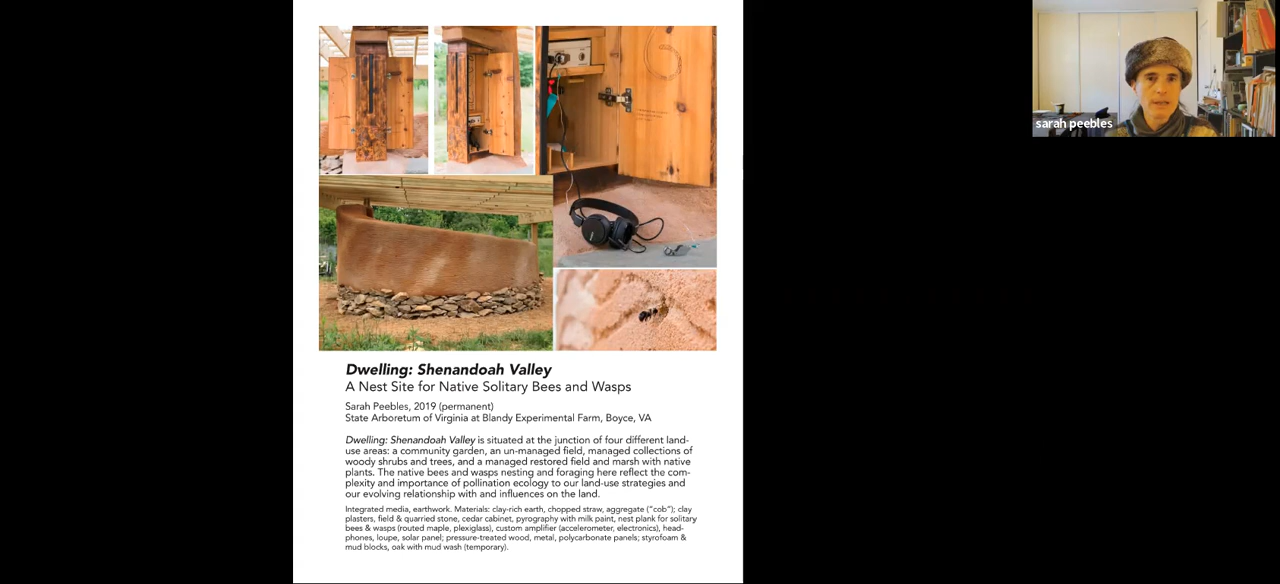 sarah peebles
Dwelling: Shenandoah Valley
A Nest Site for Native Solitary Bees and Wasps
Sarah Peebles, 2019 (permanent)
State Arboretum of Virginia at Blandy Experimental Farm, Boyce, VA
Dwelling: Shenandoah Valley is situated at the junction of four different land-
use areas: a community garden, an un-managed field, managed collections of
woody shrubs and trees, and a managed restored field and marsh with native
plants. The native bees and wasps nesting and foraging here reflect the com-
plexity and importance of pollination ecology to our land-use strategies and
our evolving relationship with and influences on the land.
Integrated media, earthwork. Materials: clay-rich earth, chopped straw, aggregate (“cob”); clay
plasters, field & quarried stone, cedar cabinet, pyrography with milk paint, nest plank for solitary
bees & wasps (routed maple, plexiglass), custom amplifier (accelerometer, electronics), head-
phones, loupe, solar panel; pressure-treated wood, metal, polycarbonate panels; styrofoam &
mud blocks, oak with mud wash (temporary).